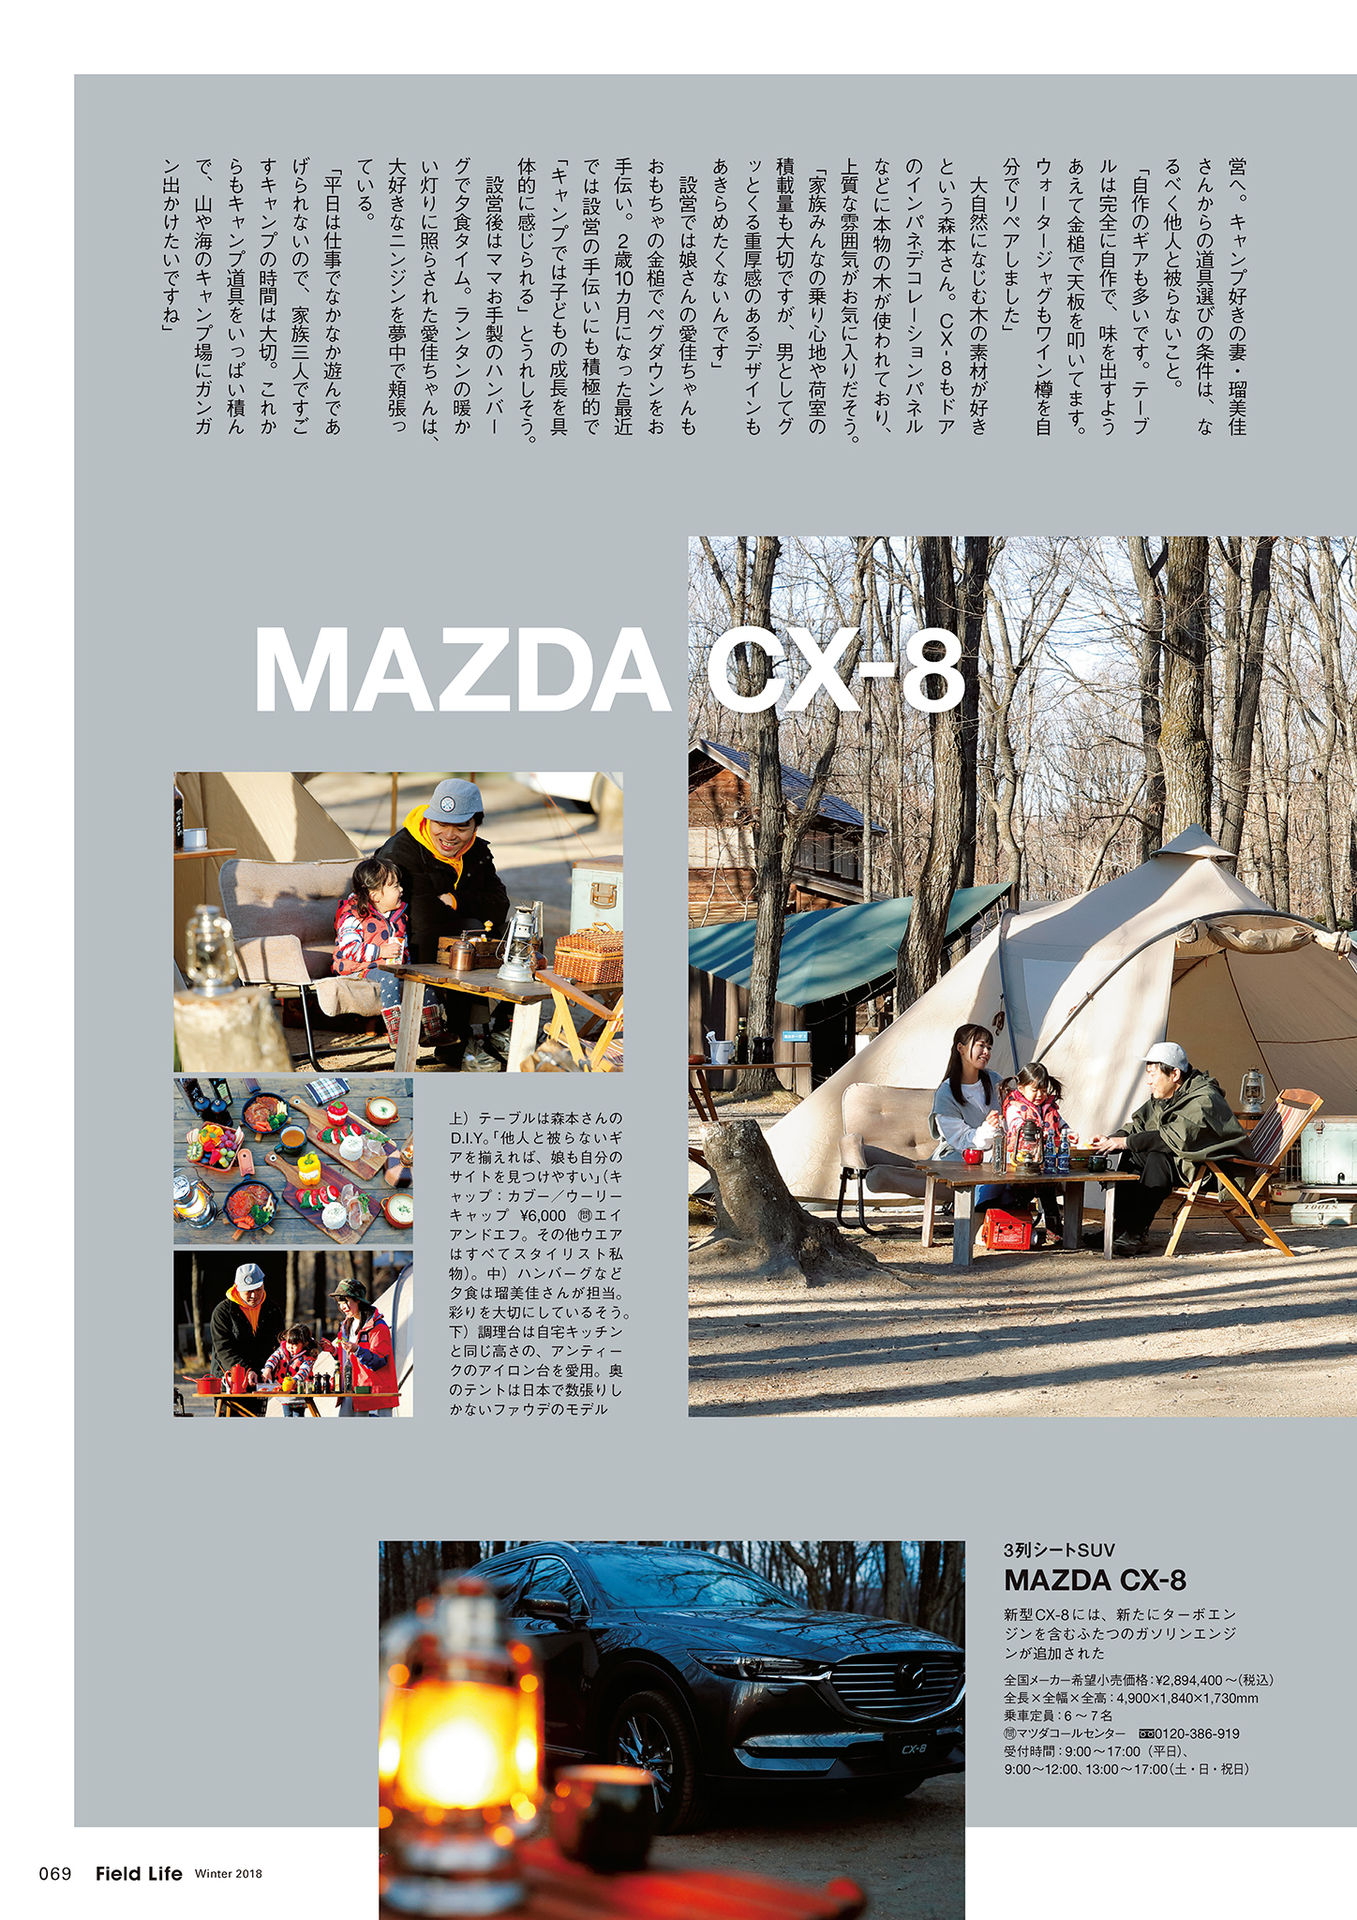 営へ。キャンプ好きの妻・瑠美佳
さんからの道具選びの条件は、な
るべく他人と被らないこと。
「自作のギアも多いです。テーブ
ルは完全に自作で、味を出すよう
あえて金槌で天板を叩いてます。
ウォータージャグもワイン樽を自
分でリペアしました」
大自然になじむ木の素材が好き
という森本さん。CX-8もドア
のインパネデコレーションパネル
などに本物の木が使われており、
上質な雰囲気がお気に入りだそう。
「家族みんなの乗り心地や荷室の
積載量も大切ですが、男としてグ
ッとくる重厚感のあるデザインも
あきらめたくないんです」
設営では娘さんの愛佳ちゃんも
おもちゃの金槌でペグダウンをお
手伝い。2歳10カ月になった最近
では設営の手伝いにも積極的で
「キャンプでは子どもの成長を具
体的に感じられる」とうれしそう。
設営後はママお手製のハンバー
グで夕食タイム。ランタンの暖か
い灯りに照らされた愛佳ちゃんは、
大好きなニンジンを夢中で頬張っ
ている。
「平日は仕事でなかなか遊んであ
げられないので、家族三人ですご
すキャンプの時間は大切。これか
らもキャンプ道具をいっぱい積ん
で、山や海のキャンプ場にガンガ
ン出かけたいですね」
MAZDA CX-8
上）テーブルは森本さんの
D.I.Y。「他人と被らないギ
アを揃えれば、娘も自分の
サイトを見つけやすい」（キ
ャップ：カブー／ウーリー
キャップ ¥6,000 ㉄エイ
アンドエフ。その他ウエア
はすべてスタイリスト私
物）。中）ハンバーグなど
夕食は瑠美佳さんが担当。
彩りを大切にしているそう。
下）調理台は自宅キッチン
と同じ高さの、アンティー
クのアイロン台を愛用。奥
のテントは日本で数張りし
かないファウデのモデル
TOOLS
CX-8
3列シートSUV
MAZDA CX-8
新型CX-8には、新たにターボエン
ジンを含むふたつのガソリンエンジ
ンが追加された
全国メーカー希望小売価格：¥2,894,400～（税込）
全長×全幅×全高：4,900×1,840×1,730mm
乗車定員：6～7名
㉄マツダコールセンター 0120-386-919
受付時間：9:00～17:00（平日）、
9:00～12:00、13:00～17:00（土・日・祝日）
069 Field Life Winter 2018